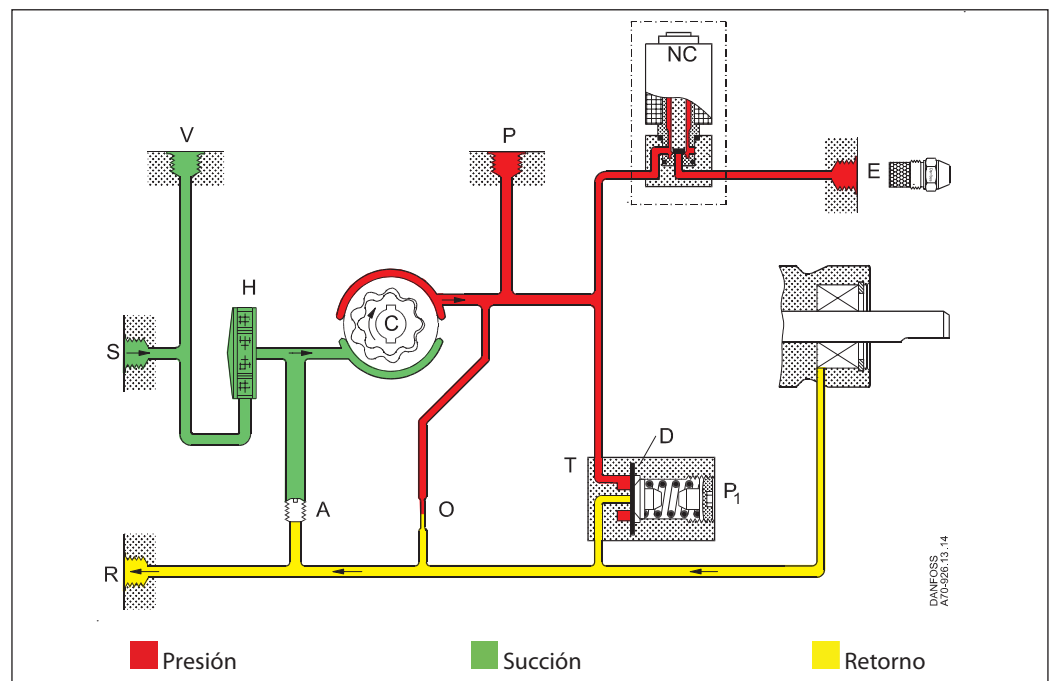 NC
V
P
E
H
C
S
D
T
P1
A
O
R
DANFOSS
A70-926.13.14
Presión
Succión
Retorno